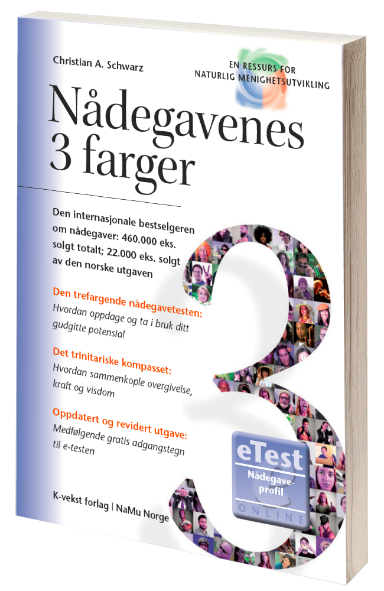 Christian A. Schwarz
EN RESSURS FOR
NATURLIG MENIGHETSUTVIKLING
Nådegavenes
3 farger
Den internasjonale bestselgeren
om nådegaver: 460.000 eks.
solgt totalt; 22.000 eks. solgt
av den norske utgaven
Den trefargende nådegavetesten:
Hvordan oppdage og ta i bruk ditt
gudgitte potensial
Det trinitariske kompasset:
Hvordan sammenkople overgivelse,
kraft og visdom
Oppdatert og revidert utgave:
Medfølgende gratis adgangstegn
til e-testen
3
eTest
Nådegave-
profil
ONLINE
K-vekst forlag | NaMu Norge